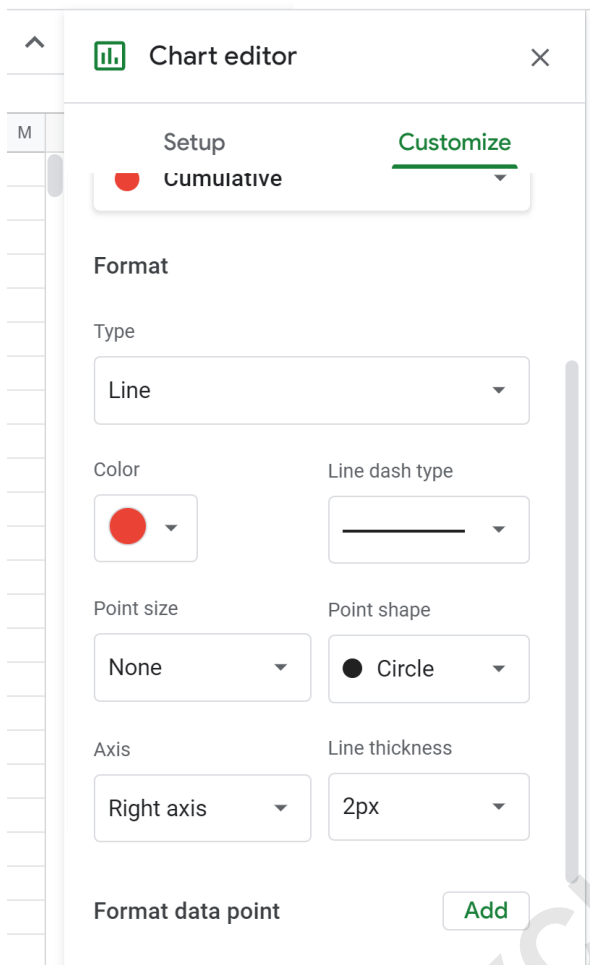 Chart editor
M
Setup Customize
Cumulative
Format
Type
Line
Color Line dash type
Point size Point shape
None Circle
Axis Line thickness
Right axis 2px
Format data point Add